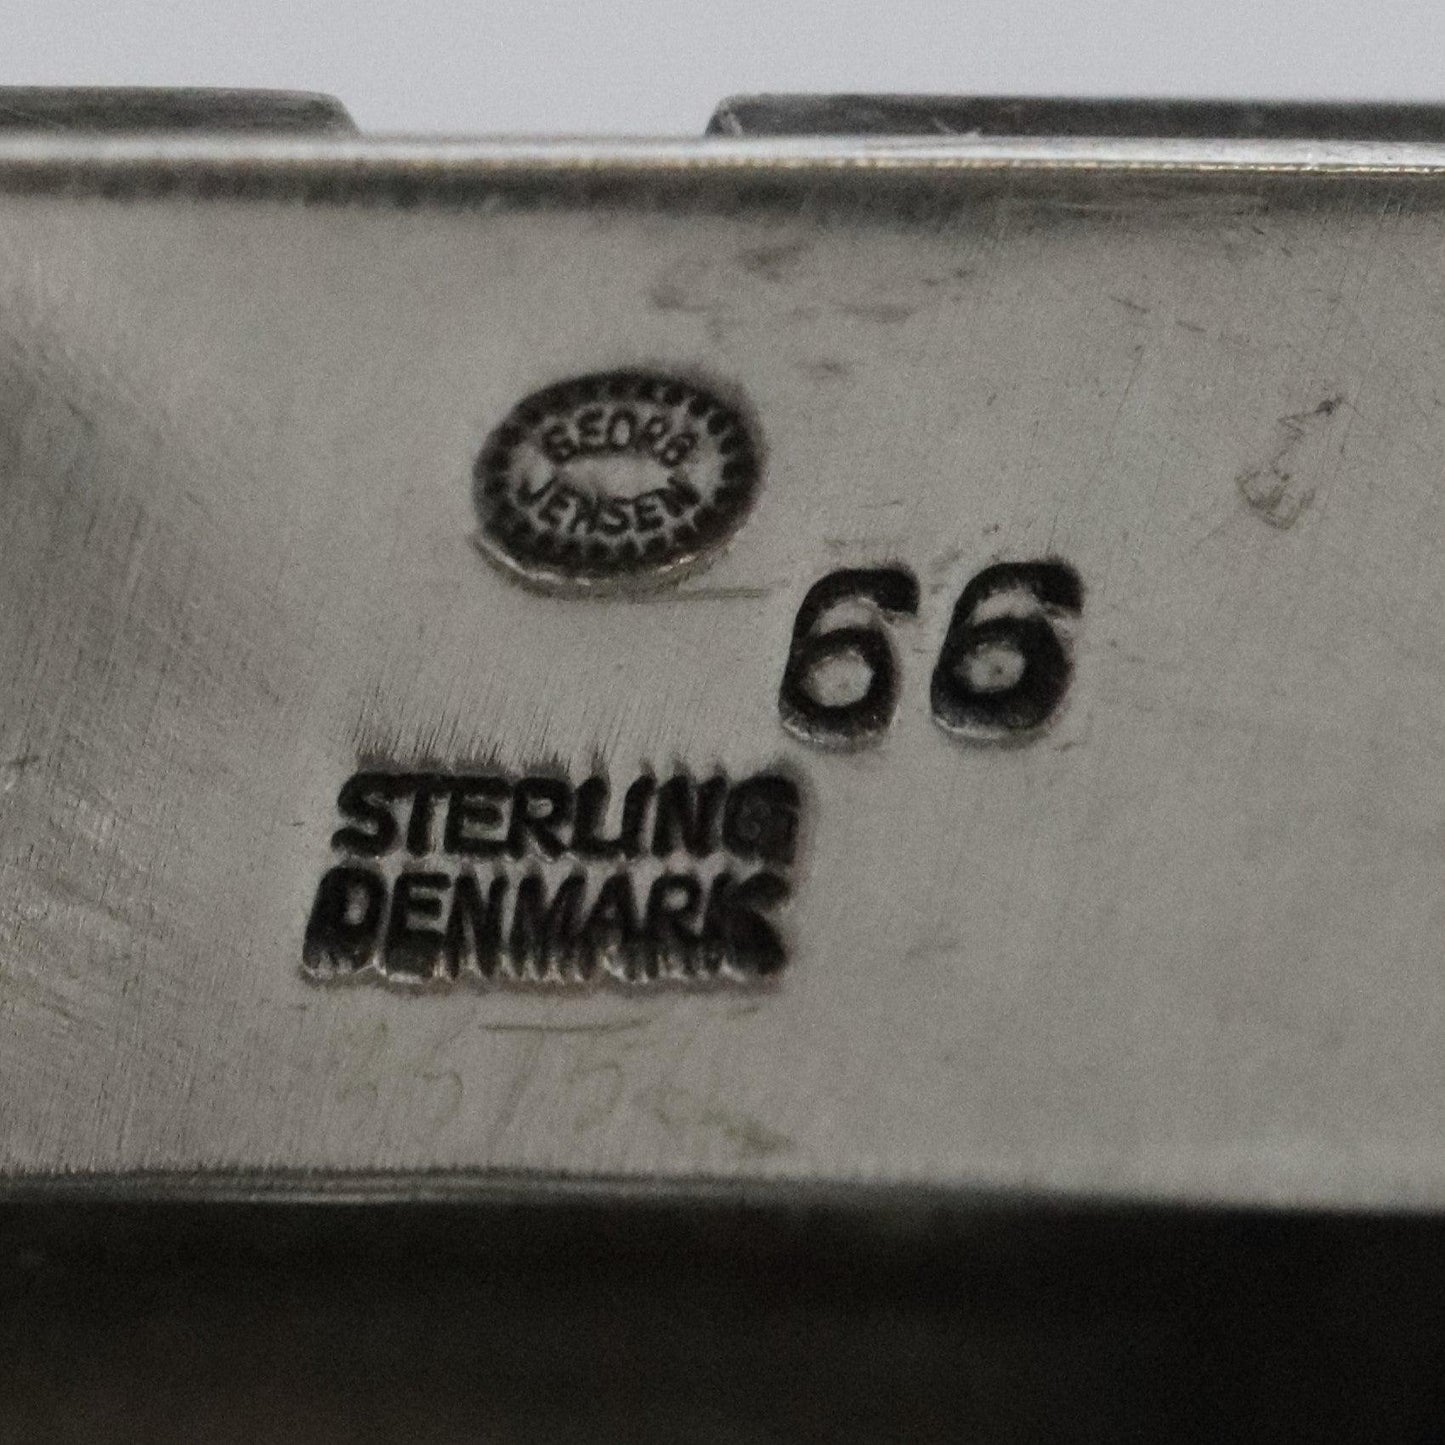 GEORG
JENSEN
66
STERLING
DENMARK